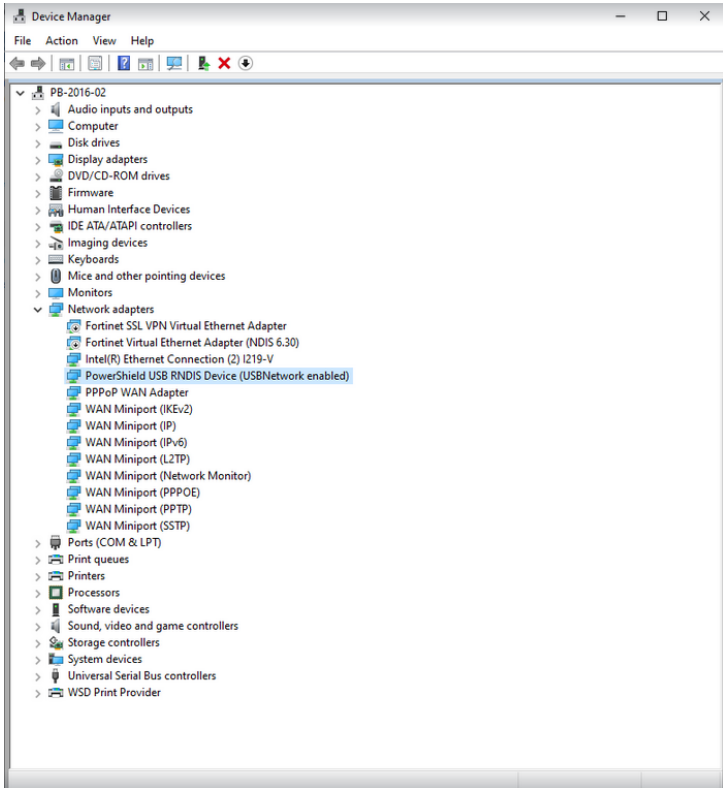 Device Manager
File Action View Help
PB-2016-02
Audio inputs and outputs
Computer
Disk drives
Display adapters
DVD/CD-ROM drives
Firmware
Human Interface Devices
IDE ATA/ATAPI controllers
Imaging devices
Keyboards
Mice and other pointing devices
Monitors
Network adapters
Fortinet SSL VPN Virtual Ethernet Adapter
Fortinet Virtual Ethernet Adapter (NDIS 6.30)
Intel(R) Ethernet Connection (2) I219-V
PowerShield USB RNDIS Device (USBNetwork enabled)
PPPoP WAN Adapter
WAN Miniport (IKEv2)
WAN Miniport (IP)
WAN Miniport (IPv6)
WAN Miniport (L2TP)
WAN Miniport (Network Monitor)
WAN Miniport (PPPOE)
WAN Miniport (PPTP)
WAN Miniport (SSTP)
Ports (COM & LPT)
Print queues
Printers
Processors
Software devices
Sound, video and game controllers
Storage controllers
System devices
Universal Serial Bus controllers
WSD Print Provider